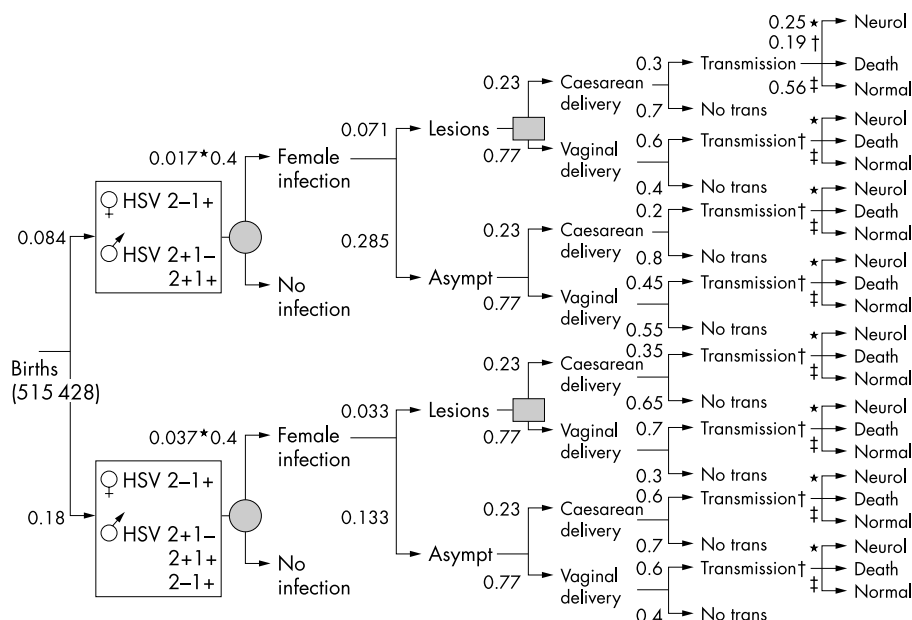 0.25 ★ Neurol
0.19 †
0.3 Transmission Death
0.56 ‡ Normal
0.23 Caesarean delivery
0.7 No trans
0.071 Lesions
★ Neurol
0.6 Transmission† Death
‡ Normal
0.77 Vaginal delivery
0.4 No trans
0.017★0.4 Female infection
★ Neurol
0.2 Transmission† Death
‡ Normal
♀ HSV 2–1+
0.084
♂ HSV 2+1–
2+1+
0.285
0.23 Caesarean delivery
0.8 No trans
Asympt
★ Neurol
0.45 Transmission† Death
‡ Normal
No infection
0.77 Vaginal delivery
0.55 No trans
Births
(515 428)
★ Neurol
0.35 Transmission† Death
‡ Normal
0.23 Caesarean delivery
0.65 No trans
0.033 Lesions
★ Neurol
0.7 Transmission† Death
‡ Normal
0.77 Vaginal delivery
0.3 No trans
0.037★0.4 Female infection
★ Neurol
0.6 Transmission† Death
‡ Normal
♀ HSV 2–1+
0.18
♂ HSV 2+1–
2+1+
2–1+
0.133
0.23 Caesarean delivery
0.7 No trans
Asympt
★ Neurol
0.6 Transmission† Death
‡ Normal
No infection
0.77 Vaginal delivery
0.4 No trans